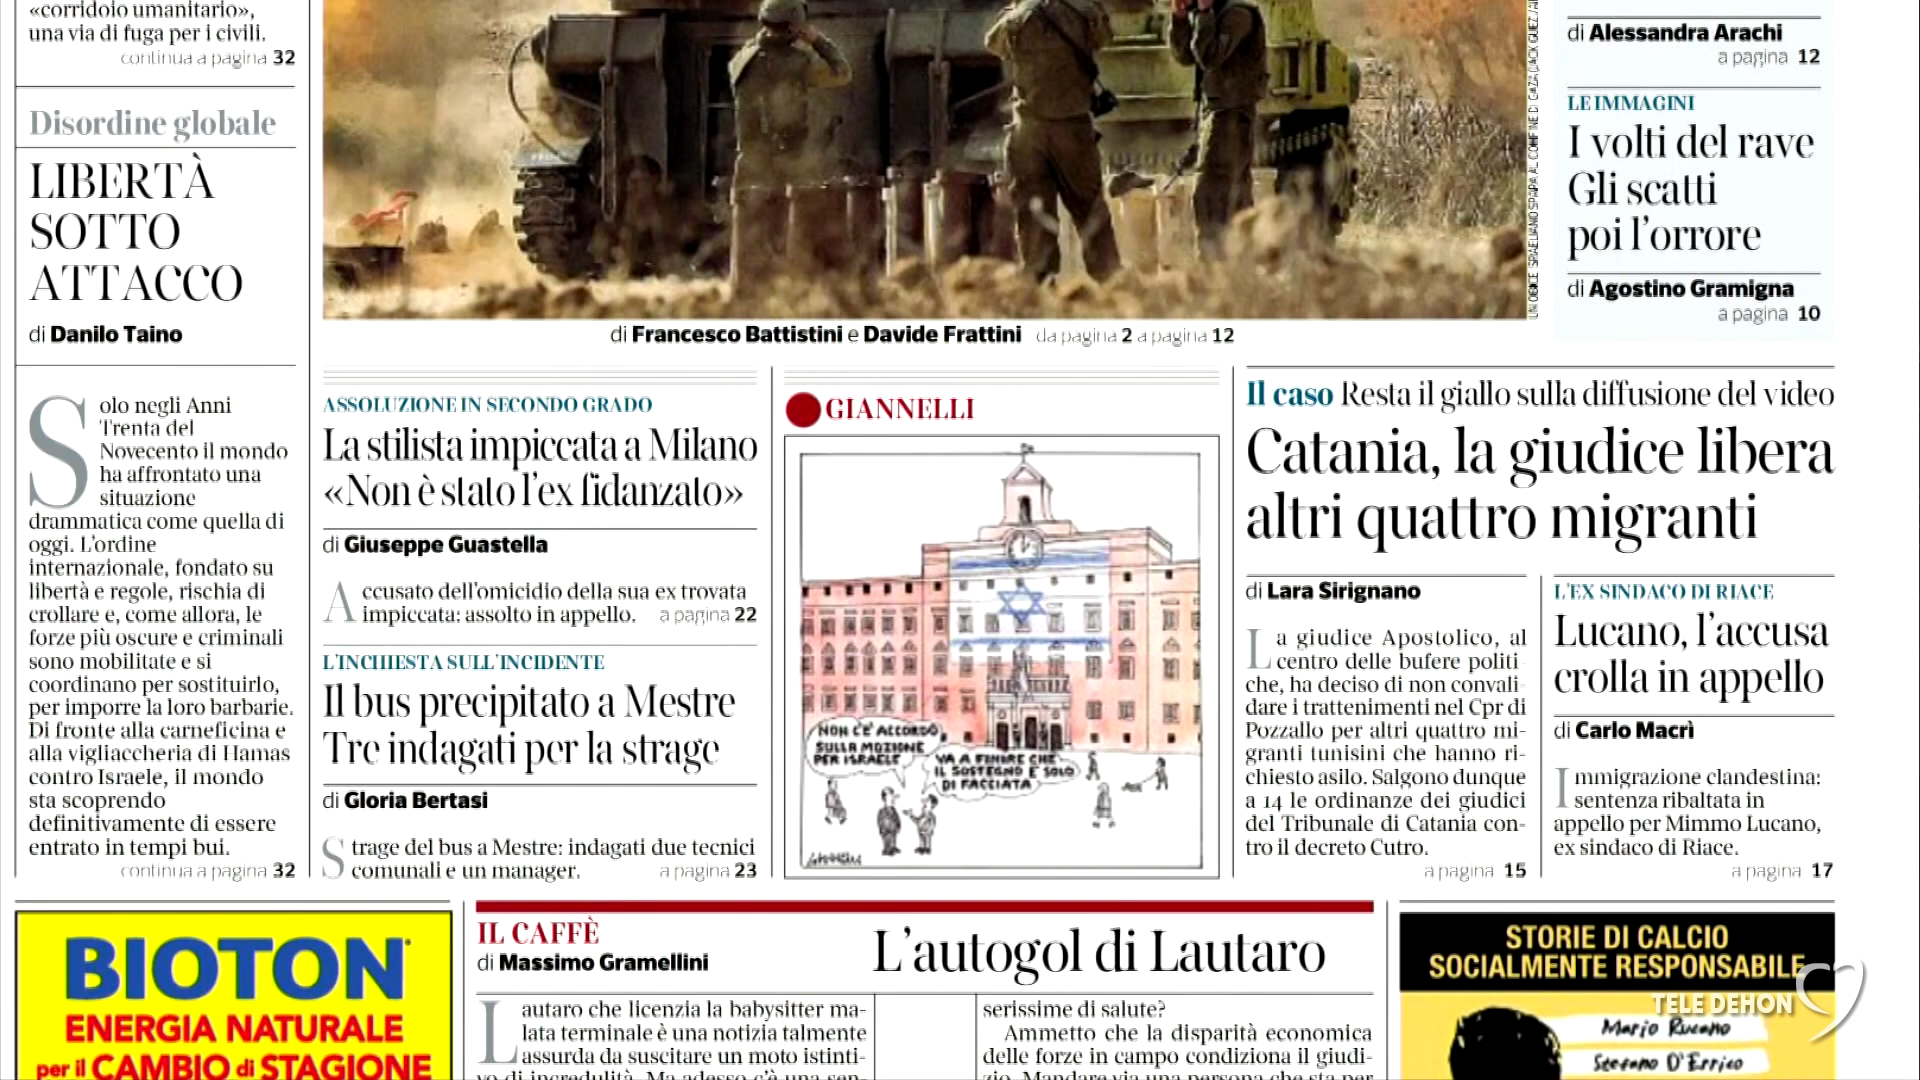 «corridoio umanitario»,
una via di fuga per i civili.
continua a pagina 32
Disordine globale
LIBERTÀ
SOTTO
ATTACCO
di Danilo Taino
Solo negli Anni
Trenta del
Novecento il mondo
ha affrontato una
situazione
drammatica come quella di
oggi. L'ordine
internazionale, fondato su
libertà e regole, rischia di
crollare e, come allora, le
forze più oscure e criminali
sono mobilitate e si
coordinano per sostituirlo,
per imporre la loro barbarie.
Di fronte alla carneficina e
alla vigliaccheria di Hamas
contro Israele, il mondo
sta scoprendo
definitivamente di essere
entrato in tempi bui.
continua a pagina 32
di Francesco Battistini e Davide Frattini da pagina 2 a pagina 12
di Alessandra Arachi
a pagina 12
LE IMMAGINI
I volti del rave
Gli scatti
poi l'orrore
di Agostino Gramigna
a pagina 10
ASSOLUZIONE IN SECONDO GRADO
La stilista impiccata a Milano
«Non è stato l'ex fidanzato»
di Giuseppe Guastella
Accusato dell'omicidio della sua ex trovata
impiccata: assolto in appello. a pagina 22
L'INCHIESTA SULL'INCIDENTE
Il bus precipitato a Mestre
Tre indagati per la strage
di Gloria Bertasi
Strage del bus a Mestre: indagati due tecnici
comunali e un manager. a pagina 23
GIANNELLI
NON C'È ACCORDO
SULLA MOZIONE
PER ISRAELE
VA A FINIRE CHE
IL SOSTEGNO È SOLO
DI FACCIATA
Il caso Resta il giallo sulla diffusione del video
Catania, la giudice libera
altri quattro migranti
di Lara Sirignano
La giudice Apostolico, al
centro delle bufere politi-
che, ha deciso di non convali-
dare i trattenimenti nel Cpr di
Pozzallo per altri quattro mi-
granti tunisini che hanno ri-
chiesto asilo. Salgono dunque
a 14 le ordinanze dei giudici
del Tribunale di Catania con-
tro il decreto Cutro.
a pagina 15
L'EX SINDACO DI RIACE
Lucano, l'accusa
crolla in appello
di Carlo Macrì
Immigrazione clandestina:
sentenza ribaltata in
appello per Mimmo Lucano,
ex sindaco di Riace.
a pagina 17
BIOTON
ENERGIA NATURALE
per il CAMBIO di STAGIONE
IL CAFFÈ
di Massimo Gramellini
L'autogol di Lautaro
Lautaro che licenzia la babysitter ma-
lata terminale è una notizia talmente
assurda da suscitare un moto istinti-
vo di incredulità. Ma adesso c'è una sen-
serissime di salute?
Ammetto che la disparità economica
delle forze in campo condiziona il giudi-
zio. Mandare via una persona che sta per
STORIE DI CALCIO
SOCIALMENTE RESPONSABILE
TELE DEHON
Mario Rucano
Stefano D'Errico